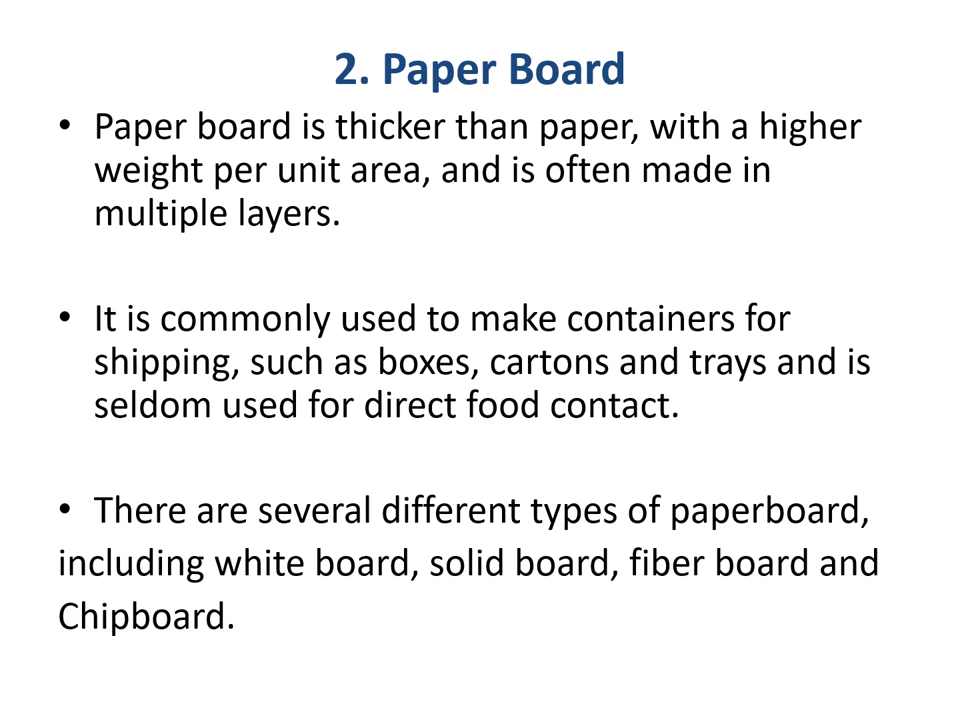 2. Paper Board
• Paper board is thicker than paper, with a higher
weight per unit area, and is often made in
multiple layers.
• It is commonly used to make containers for
shipping, such as boxes, cartons and trays and is
seldom used for direct food contact.
• There are several different types of paperboard,
including white board, solid board, fiber board and
Chipboard.